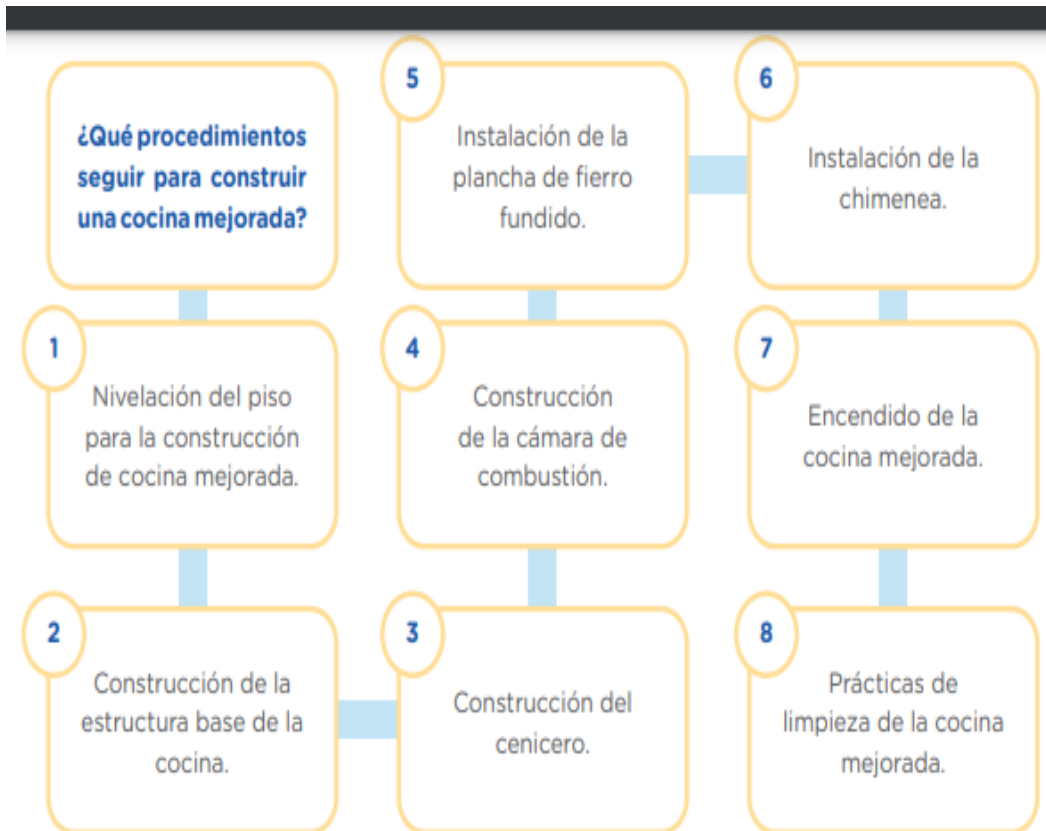 ¿Qué procedimientos
seguir para construir
una cocina mejorada?
1
Nivelación del piso
para la construcción
de cocina mejorada.
2
Construcción de la
estructura base de la
cocina.
3
Construcción del
cenicero.
4
Construcción
de la cámara de
combustión.
5
Instalación de la
plancha de fierro
fundido.
6
Instalación de la
chimenea.
7
Encendido de la
cocina mejorada.
8
Prácticas de
limpieza de la cocina
mejorada.